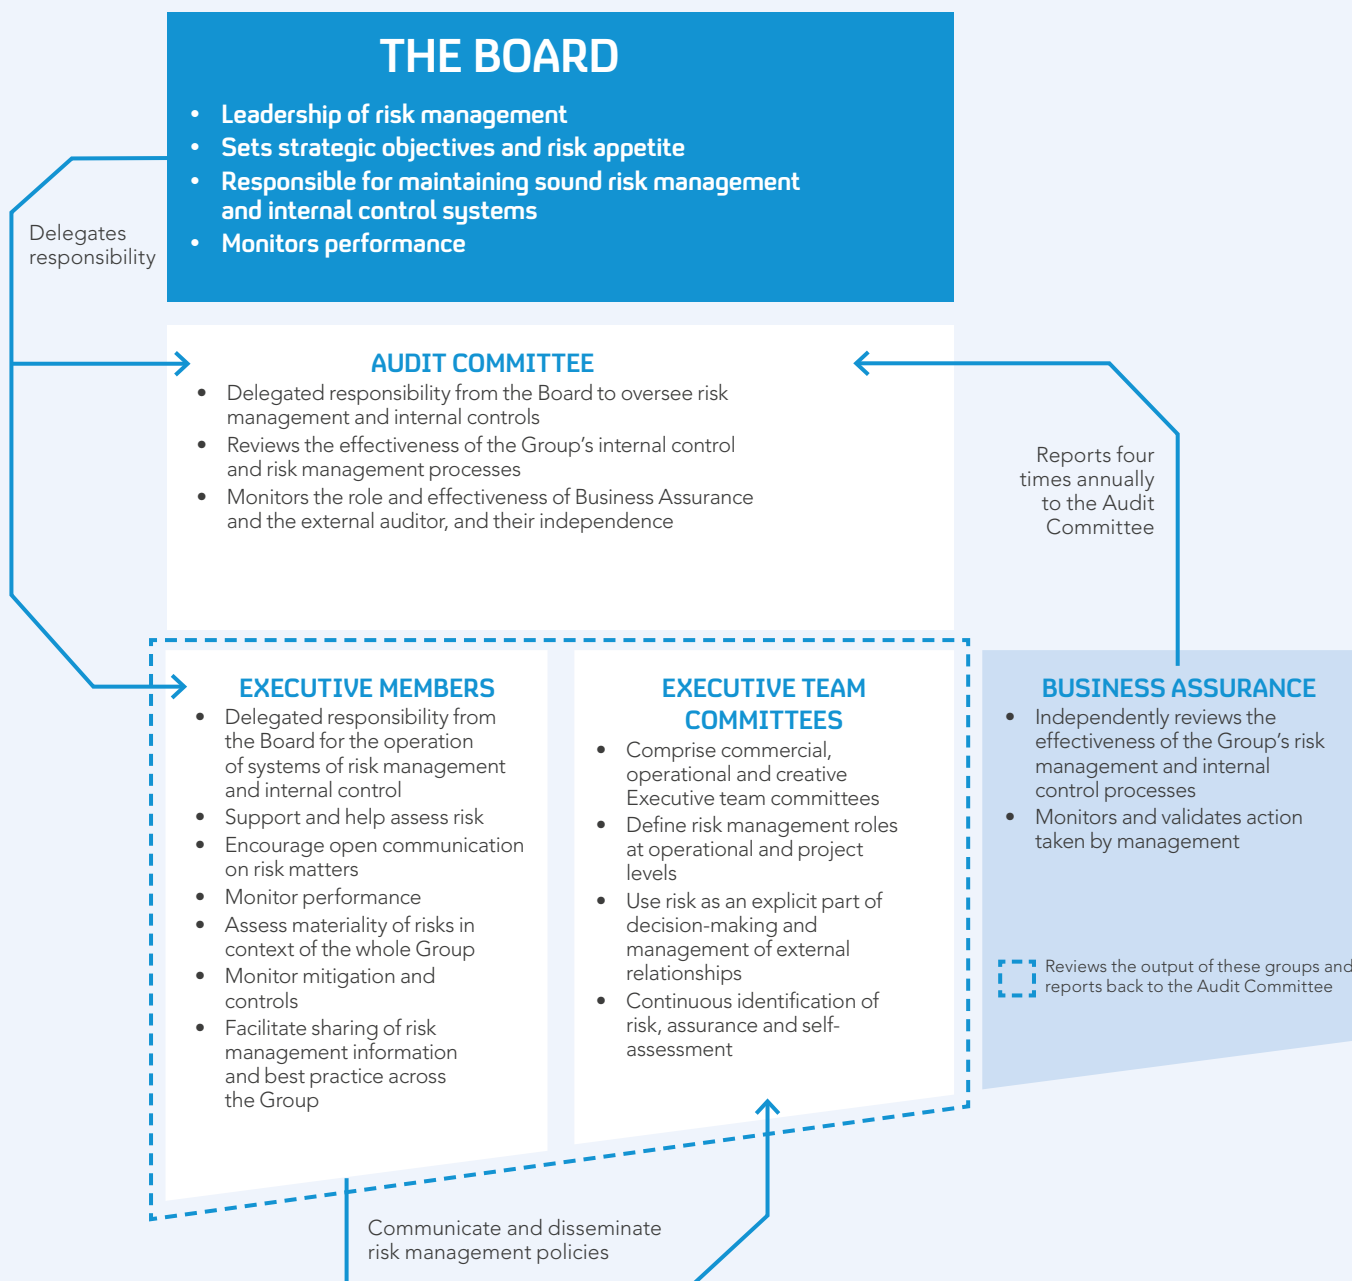 THE BOARD
• Leadership of risk management
• Sets strategic objectives and risk appetite
• Responsible for maintaining sound risk management
and internal control systems
• Monitors performance
Delegates
responsibility
AUDIT COMMITTEE
• Delegated responsibility from the Board to oversee risk
management and internal controls
• Reviews the effectiveness of the Group’s internal control
and risk management processes
• Monitors the role and effectiveness of Business Assurance
and the external auditor, and their independence
Reports four
times annually
to the Audit
Committee
EXECUTIVE MEMBERS
• Delegated responsibility from
the Board for the operation
of systems of risk management
and internal control
• Support and help assess risk
• Encourage open communication
on risk matters
• Monitor performance
• Assess materiality of risks in
context of the whole Group
• Monitor mitigation and
controls
• Facilitate sharing of risk
management information
and best practice across
the Group
EXECUTIVE TEAM
COMMITTEES
• Comprise commercial,
operational and creative
Executive team committees
• Define risk management roles
at operational and project
levels
• Use risk as an explicit part of
decision-making and
management of external
relationships
• Continuous identification of
risk, assurance and self-
assessment
BUSINESS ASSURANCE
• Independently reviews the
effectiveness of the Group’s risk
management and internal
control processes
• Monitors and validates action
taken by management
Reviews the output of these groups and
reports back to the Audit Committee
Communicate and disseminate
risk management policies